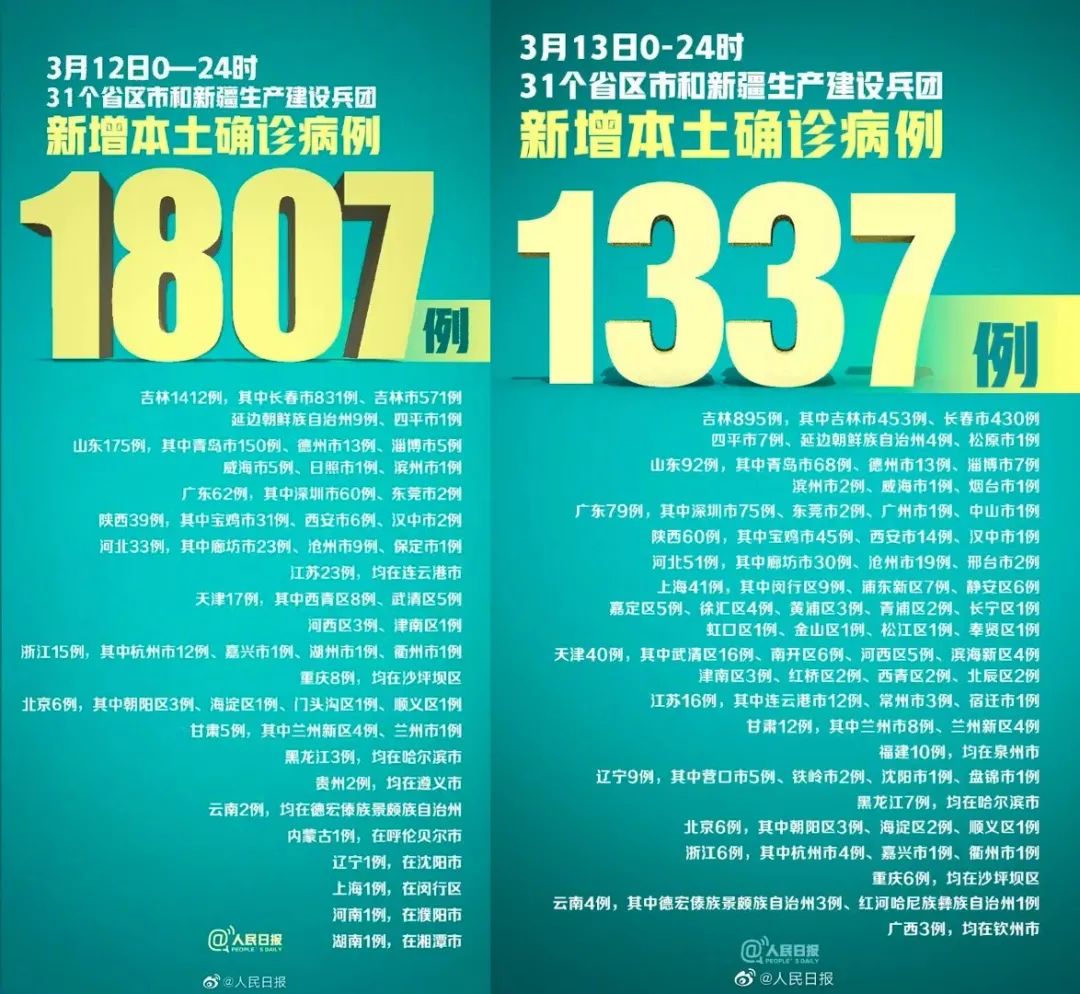 3月12日0—24时
31个省区市和新疆生产建设兵团
新增本土确诊病例
1807
例
吉林1412例，其中长春市831例、吉林市571例
延边朝鲜族自治州9例、四平市1例
山东175例，其中青岛市150例、德州市13例、淄博市5例
威海市5例、日照市1例、滨州市1例
广东62例，其中深圳市60例、东莞市2例
陕西39例，其中宝鸡市31例、西安市6例、汉中市2例
河北33例，其中廊坊市23例、沧州市9例、保定市1例
江苏23例，均在连云港市
天津17例，其中西青区8例、武清区5例
河西区3例、津南区1例
浙江15例，其中杭州市12例、嘉兴市1例、湖州市1例、衢州市1例
重庆8例，均在沙坪坝区
北京6例，其中朝阳区3例、海淀区1例、门头沟区1例、顺义区1例
甘肃5例，其中兰州新区4例、兰州市1例
黑龙江3例，均在哈尔滨市
贵州2例，均在遵义市
云南2例，均在德宏傣族景颇族自治州
内蒙古1例，在呼伦贝尔市
辽宁1例，在沈阳市
上海1例，在闵行区
河南1例，在濮阳市
湖南1例，在湘潭市
@人民日报
PEOPLE'S DAILY
@人民日报
3月13日0-24时
31个省区市和新疆生产建设兵团
新增本土确诊病例
1337
例
吉林895例，其中吉林市453例、长春市430例
四平市7例、延边朝鲜族自治州4例、松原市1例
山东92例，其中青岛市68例、德州市13例、淄博市7例
滨州市2例、威海市1例、烟台市1例
广东79例，其中深圳市75例、东莞市2例、广州市1例、中山市1例
陕西60例，其中宝鸡市45例、西安市14例、汉中市1例
河北51例，其中廊坊市30例、沧州市19例、邢台市2例
上海41例，其中闵行区9例、浦东新区7例、静安区6例
嘉定区5例、徐汇区4例、黄浦区3例、青浦区2例、长宁区1例
虹口区1例、金山区1例、松江区1例、奉贤区1例
天津40例，其中武清区16例、南开区6例、河西区5例、滨海新区4例
津南区3例、红桥区2例、西青区2例、北辰区2例
江苏16例，其中连云港市12例、常州市3例、宿迁市1例
甘肃12例，其中兰州市8例、兰州新区4例
福建10例，均在泉州市
辽宁9例，其中营口市5例、铁岭市2例、沈阳市1例、盘锦市1例
黑龙江7例，均在哈尔滨市
北京6例，其中朝阳区3例、海淀区2例、顺义区1例
浙江6例，其中杭州市4例、嘉兴市1例、衢州市1例
重庆6例，均在沙坪坝区
云南4例，其中德宏傣族景颇族自治州3例、红河哈尼族彝族自治州1例
广西3例，均在钦州市
@人民日报
PEOPLE'S DAILY
@人民日报